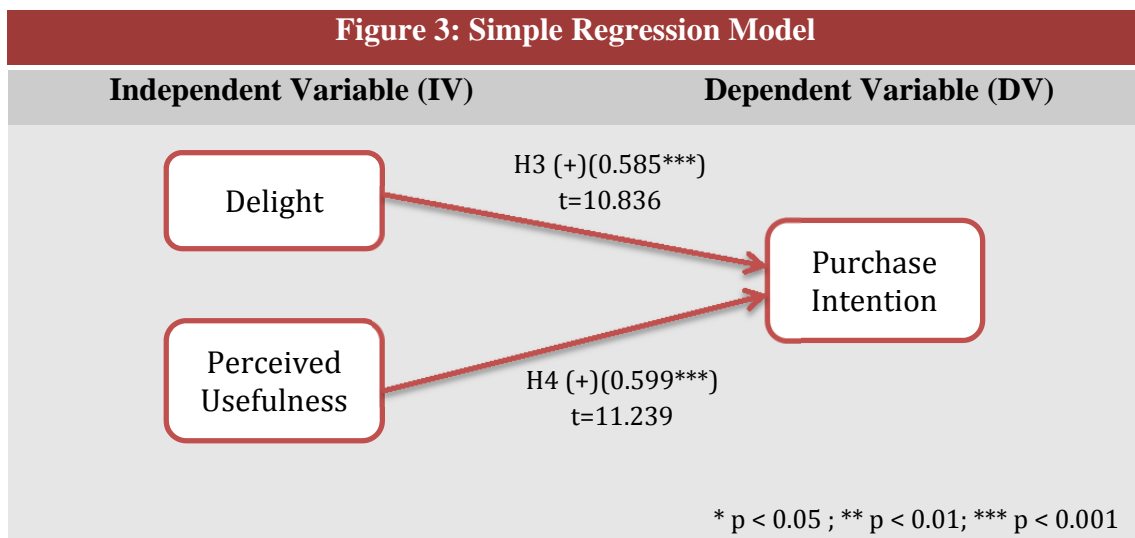 Figure 3: Simple Regression Model
Independent Variable (IV)
Dependent Variable (DV)
H3 (+)(0.585***)
t=10.836
Delight
Purchase
Intention
Perceived
Usefulness
H4 (+)(0.599***)
t=11.239
* p < 0.05 ; ** p < 0.01; *** p < 0.001